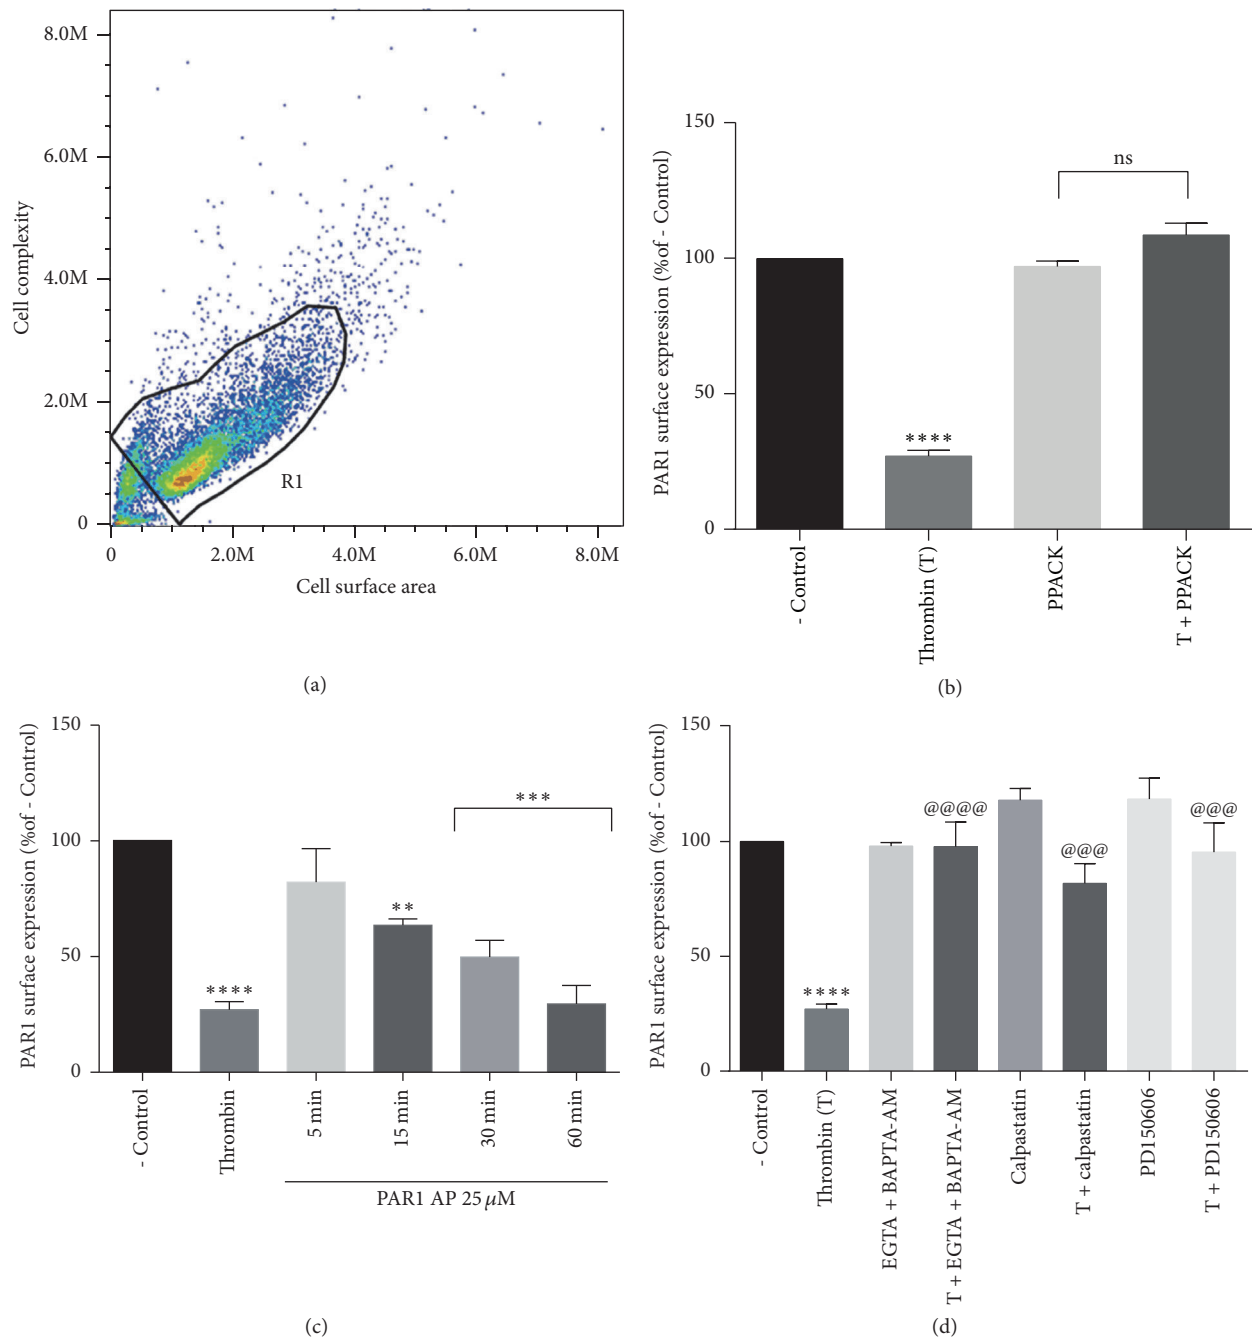 8.0M
6.0M
4.0M
2.0M
0
Cell complexity
R1
0
2.0M
4.0M
6.0M
8.0M
Cell surface area
(a)
150
100
50
0
PAR1 surface expression (%of - Control)
ns
****
- Control
Thrombin (T)
PPACK
T + PPACK
(b)
150
100
50
0
PAR1 surface expression (%of - Control)
***
**
****
- Control
Thrombin
5 min
15 min
30 min
60 min
PAR1 AP 25 μM
(c)
150
100
50
0
PAR1 surface expression (%of - Control)
@@@@
@@@
@@@
****
- Control
Thrombin (T)
EGTA + BAPTA-AM
T + EGTA + BAPTA-AM
Calpastatin
T + calpastatin
PD150606
T + PD150606
(d)